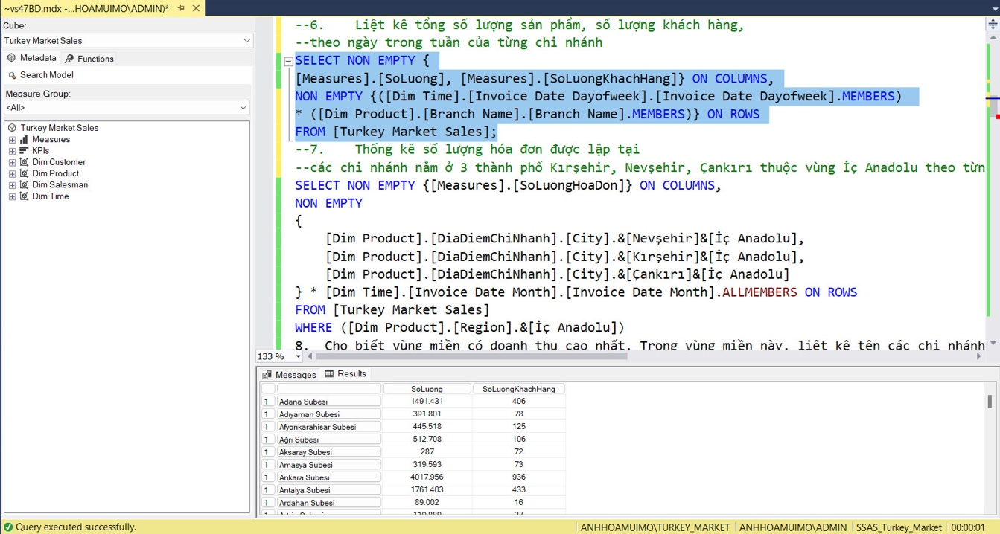 ~vs47BD.mdx -...HOAMUIMO\ADMIN)*
Cube:
Turkey Market Sales
Metadata Functions
Search Model
Measure Group:
<All>
Turkey Market Sales
Measures
KPIs
Dim Customer
Dim Product
Dim Salesman
Dim Time
--6. Liệt kê tổng số lượng sản phẩm, số lượng khách hàng,
--theo ngày trong tuần của từng chi nhánh
SELECT NON EMPTY {
[Measures].[SoLuong], [Measures].[SoLuongKhachHang]} ON COLUMNS,
NON EMPTY {([Dim Time].[Invoice Date Dayofweek].[Invoice Date Dayofweek].MEMBERS)
* ([Dim Product].[Branch Name].[Branch Name].MEMBERS)} ON ROWS
FROM [Turkey Market Sales];
--7. Thống kê số lượng hóa đơn được lập tại
--các chi nhánh nằm ở 3 thành phố Kırşehir, Nevşehir, Çankırı thuộc vùng İç Anadolu theo từn
SELECT NON EMPTY {[Measures].[SoLuongHoaDon]} ON COLUMNS,
NON EMPTY
{
[Dim Product].[DiaDiemChiNhanh].[City].&[Nevşehir]&[İç Anadolu],
[Dim Product].[DiaDiemChiNhanh].[City].&[Kırşehir]&[İç Anadolu],
[Dim Product].[DiaDiemChiNhanh].[City].&[Çankırı]&[İç Anadolu]
} * [Dim Time].[Invoice Date Month].[Invoice Date Month].ALLMEMBERS ON ROWS
FROM [Turkey Market Sales]
WHERE ([Dim Product].[Region].&[İç Anadolu])
8. Cho biết vùng miền có doanh thu cao nhất. Trong vùng miền này, liệt kê tên các chi nhánh
133 %
Messages Results
SoLuong SoLuongKhachHang
1 Adana Subesi 1491.431 406
1 Adıyaman Subesi 391.801 78
1 Afyonkarahisar Subesi 445.518 125
1 Ağrı Subesi 512.708 106
1 Aksaray Subesi 287 72
1 Amasya Subesi 319.593 73
1 Ankara Subesi 4017.956 936
1 Antalya Subesi 1761.403 433
1 Ardahan Subesi 89.002 16
Query executed successfully. ANHHOAMUIMO\TURKEY_MARKET ANHHOAMUIMO\ADMIN SSAS_Turkey_Market 00:00:01